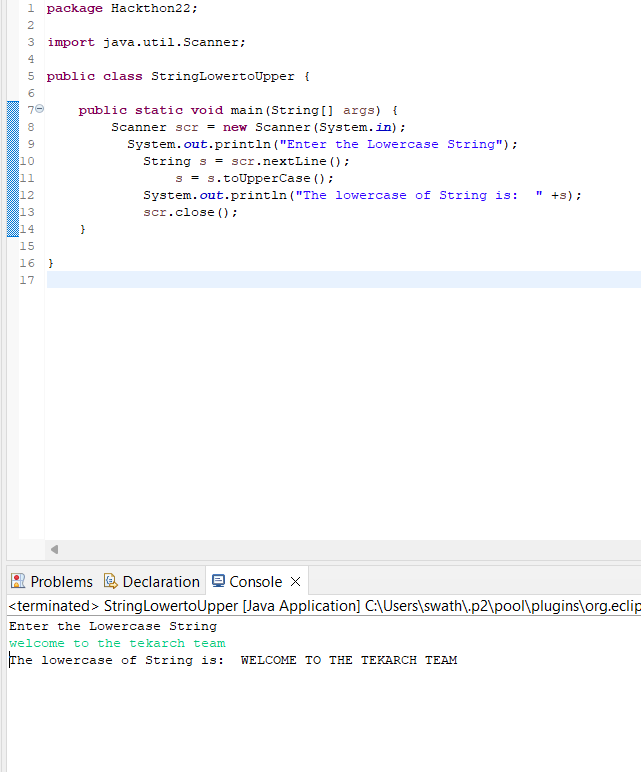 1 package Hackthon22;
2
3 import java.util.Scanner;
4
5 public class StringLowertoUpper {
6
7 public static void main(String[] args) {
8 Scanner scr = new Scanner(System.in);
9 System.out.println("Enter the Lowercase String");
10 String s = scr.nextLine();
11 s = s.toUpperCase();
12 System.out.println("The lowercase of String is:  " +s);
13 scr.close();
14 }
15
16 }
17
Problems Declaration Console
<terminated> StringLowertoUpper [Java Application] C:\Users\swath\.p2\pool\plugins\org.eclip
Enter the Lowercase String
welcome to the tekarch team
The lowercase of String is:  WELCOME TO THE TEKARCH TEAM